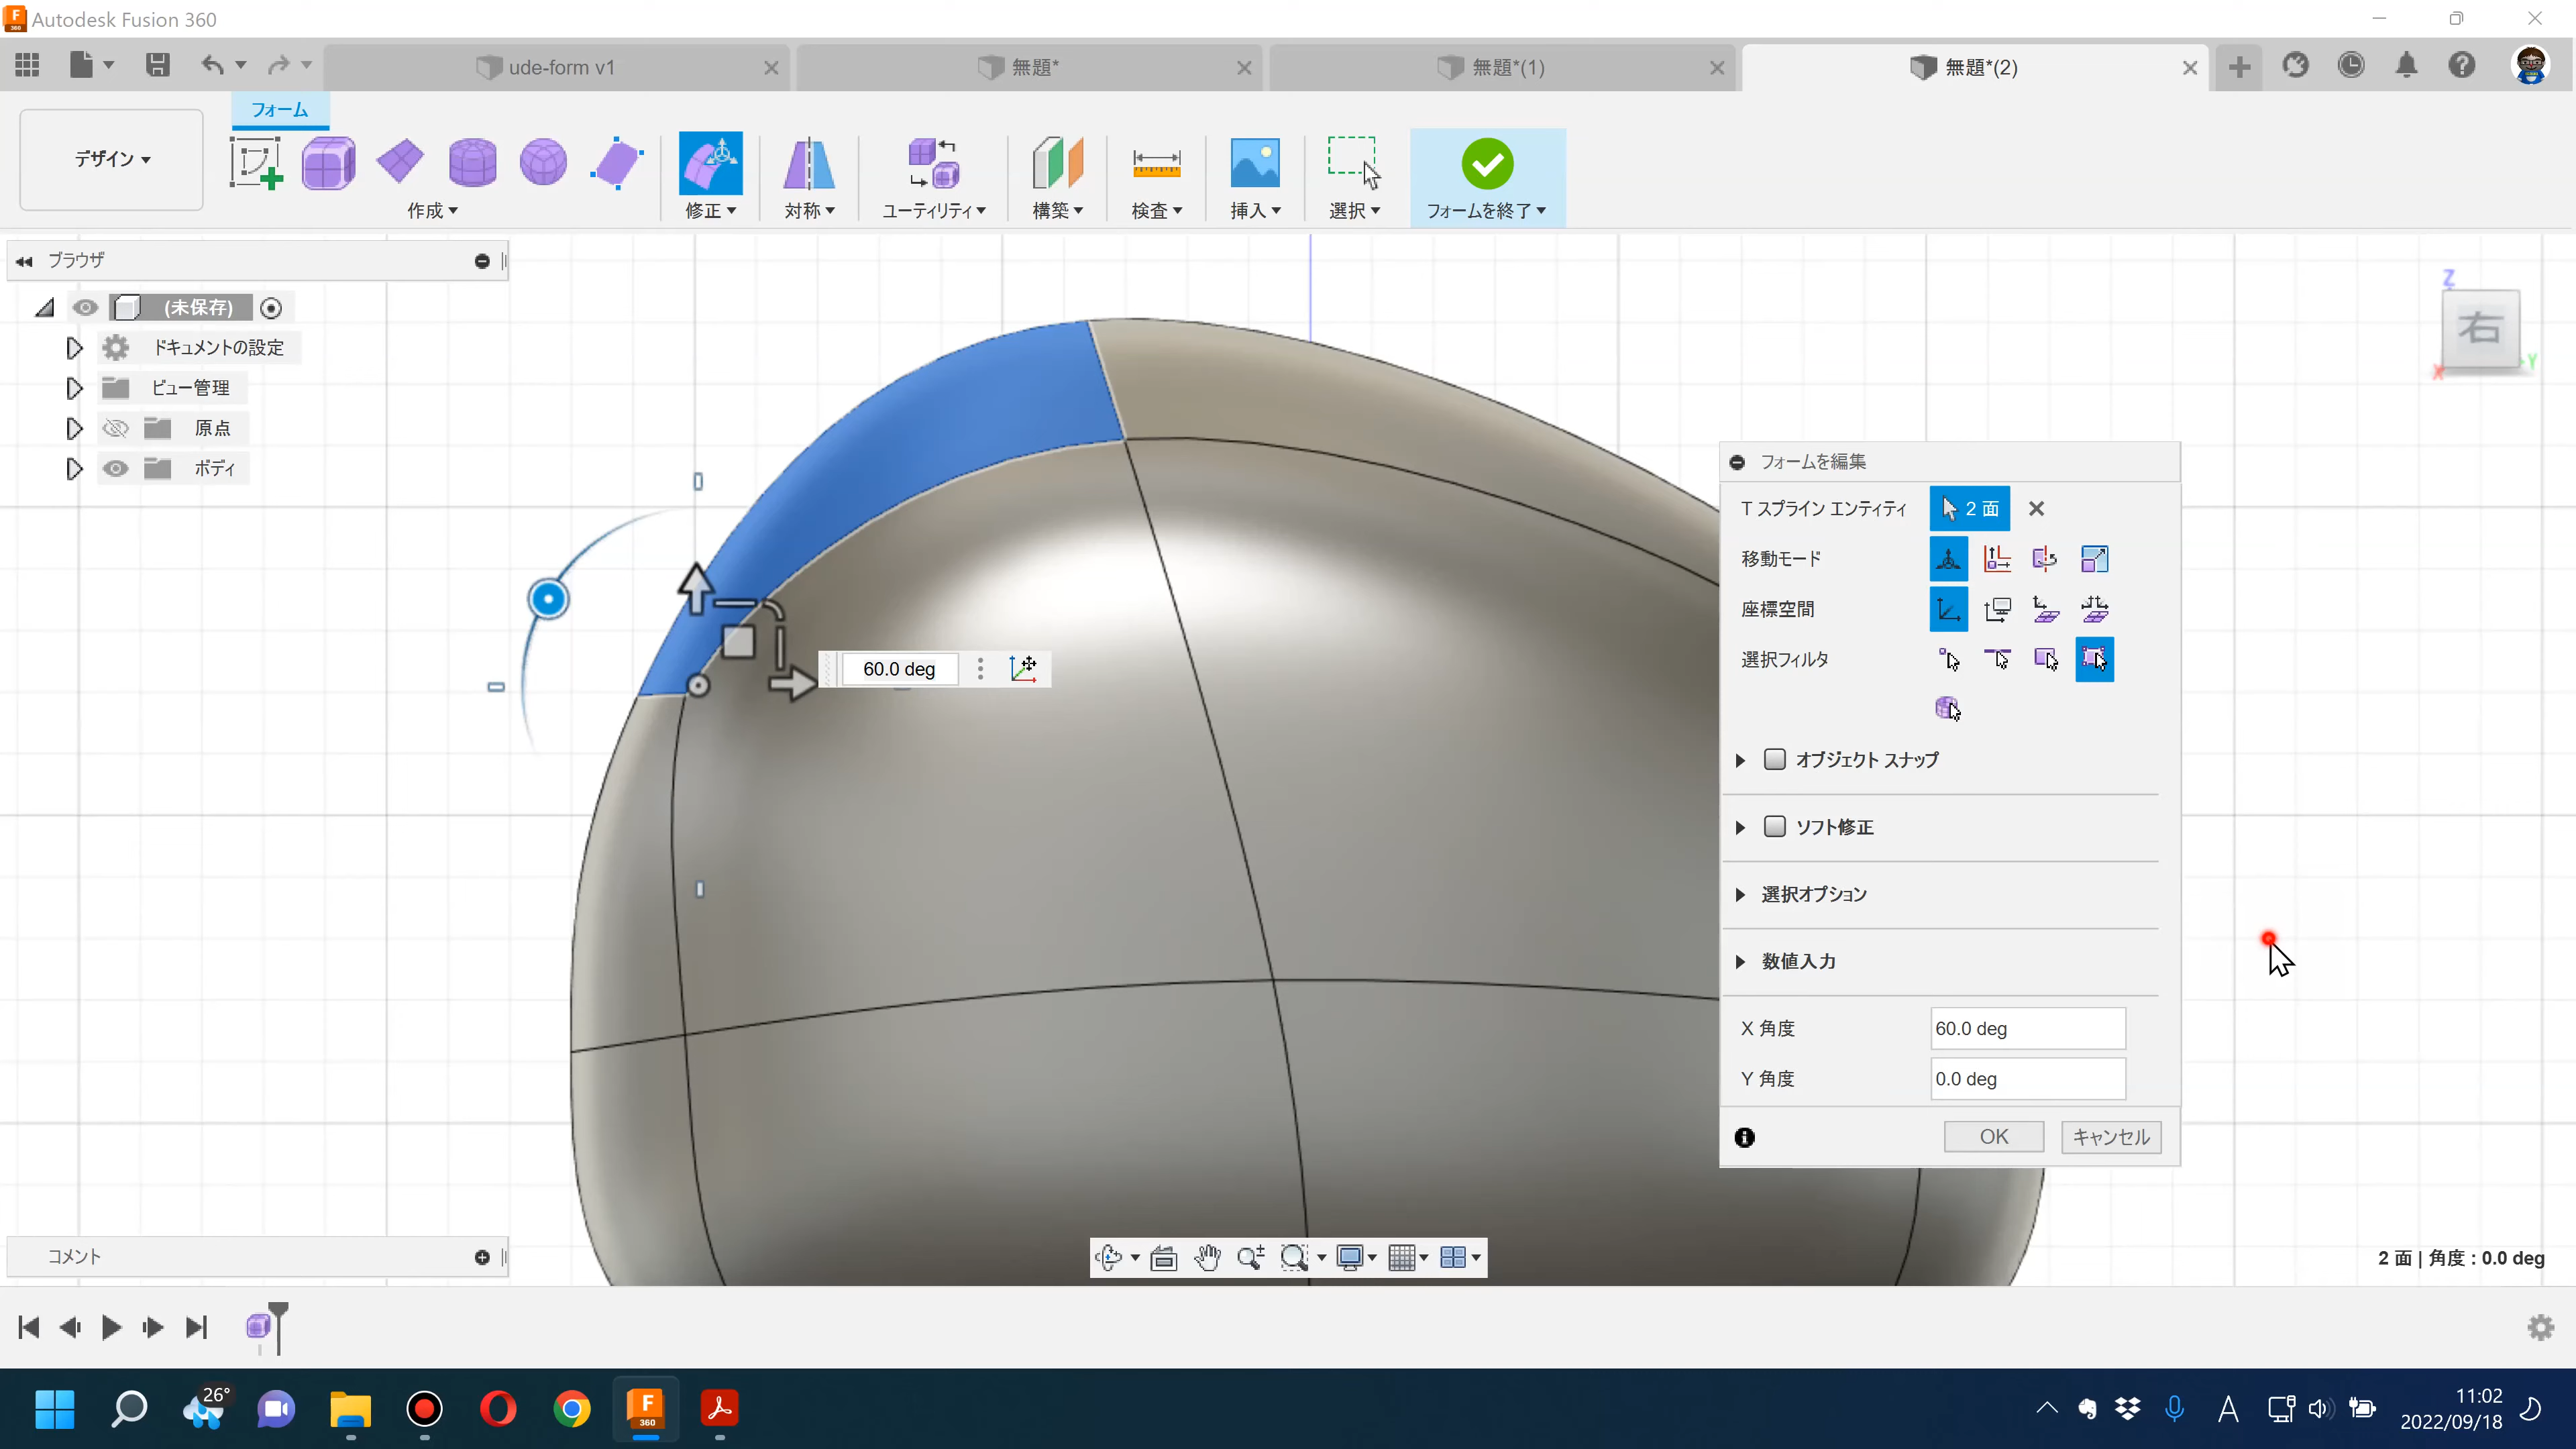 Autodesk Fusion 360
ude-form v1
無題*
無題*(1)
無題*(2)
フォーム
デザイン
作成
修正
対称
ユーティリティ
構築
検査
挿入
選択
フォームを終了
ブラウザ
(未保存)
ドキュメントの設定
ビュー管理
原点
ボディ
Z
右
X
Y
60.0 deg
フォームを編集
T スプライン エンティティ
2 面
移動モード
座標空間
選択フィルタ
オブジェクト スナップ
ソフト修正
選択オプション
数値入力
X 角度
60.0 deg
Y 角度
0.0 deg
OK
キャンセル
コメント
2 面 | 角度 : 0.0 deg
26°
F
360
A
11:02
2022/09/18